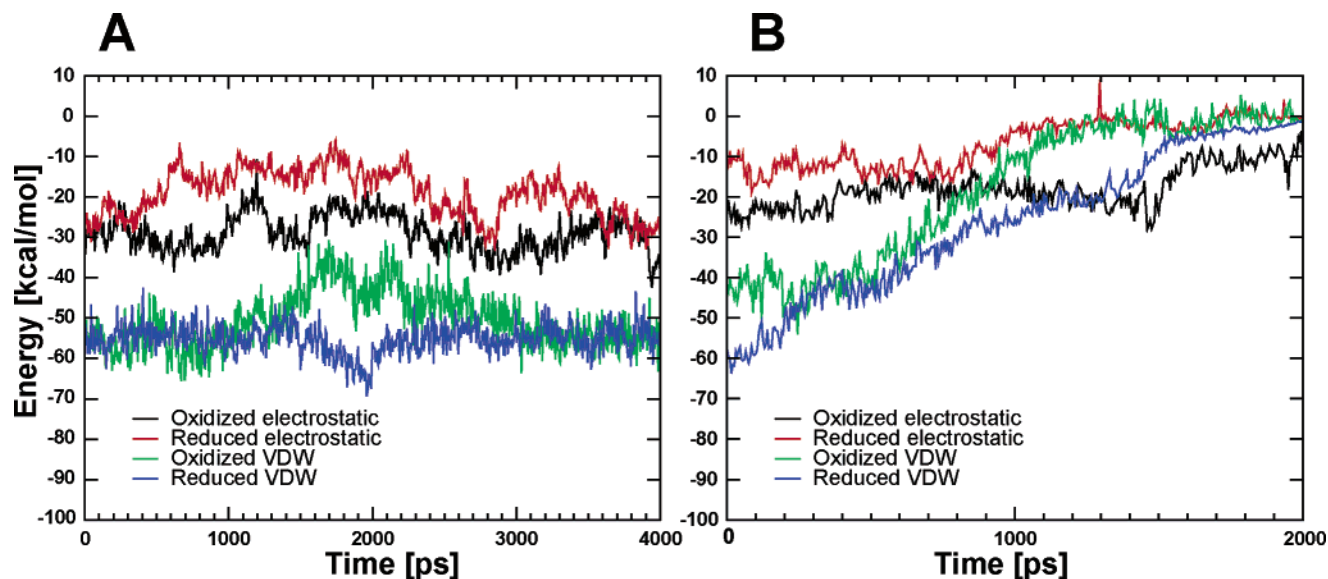 A
B
Energy [kcal/mol]
10
0
-10
-20
-30
-40
-50
-60
-70
-80
-90
-100
Oxidized electrostatic
Reduced electrostatic
Oxidized VDW
Reduced VDW
0 1000 2000 3000 4000
Time [ps]
10
0
-10
-20
-30
-40
-50
-60
-70
-80
-90
-100
Oxidized electrostatic
Reduced electrostatic
Oxidized VDW
Reduced VDW
0 1000 2000
Time [ps]